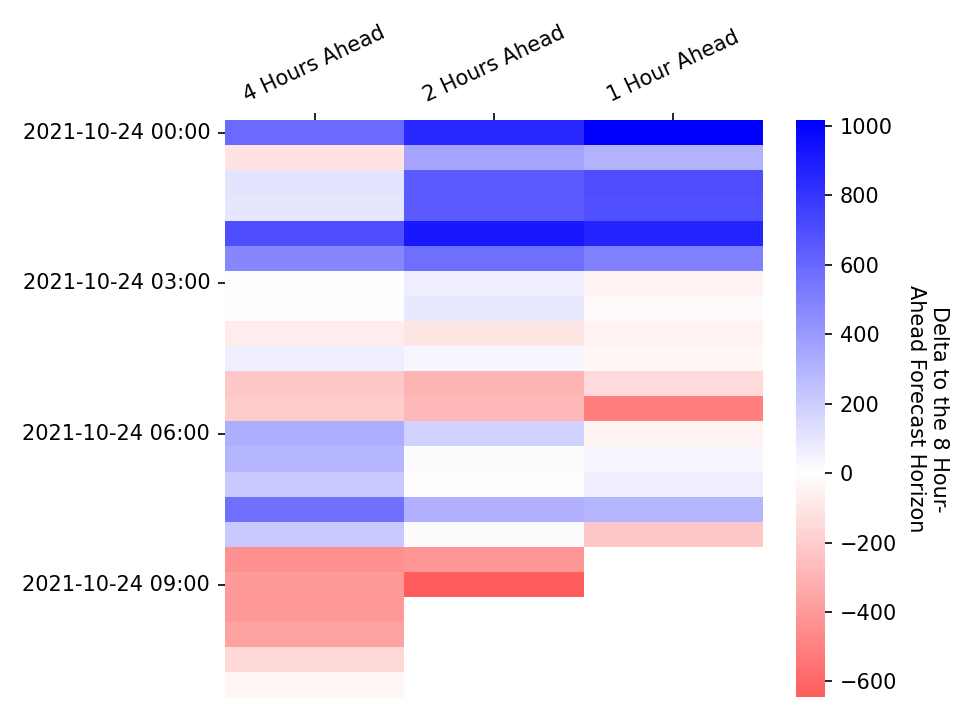 4 Hours Ahead
2 Hours Ahead
1 Hour Ahead
2021-10-24 00:00
2021-10-24 03:00
2021-10-24 06:00
2021-10-24 09:00
1000
800
600
400
200
0
−200
−400
−600
Delta to the 8 Hour-
Ahead Forecast Horizon